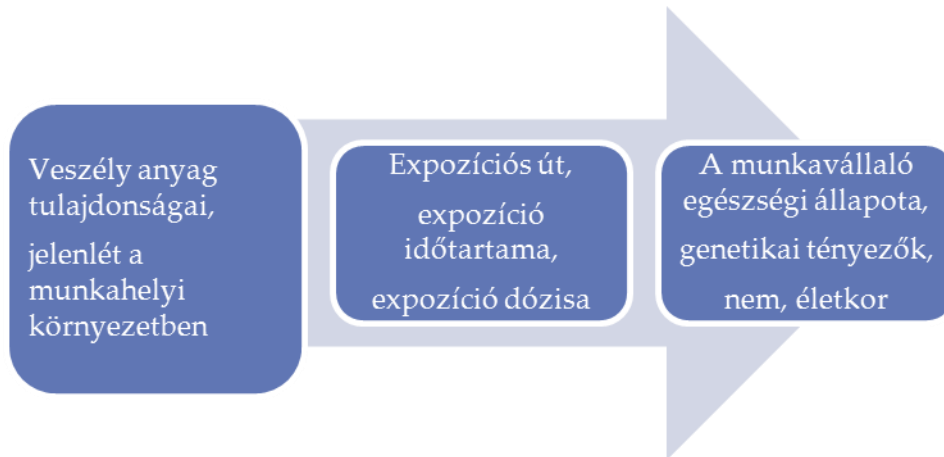 Veszély anyag
tulajdonságai,
jelenlét a
munkahelyi
környezetben
Expozíciós út,
expozíció
időtartama,
expozíció dózisa
A munkavállaló
egészségi állapota,
genetikai tényezők,
nem, életkor